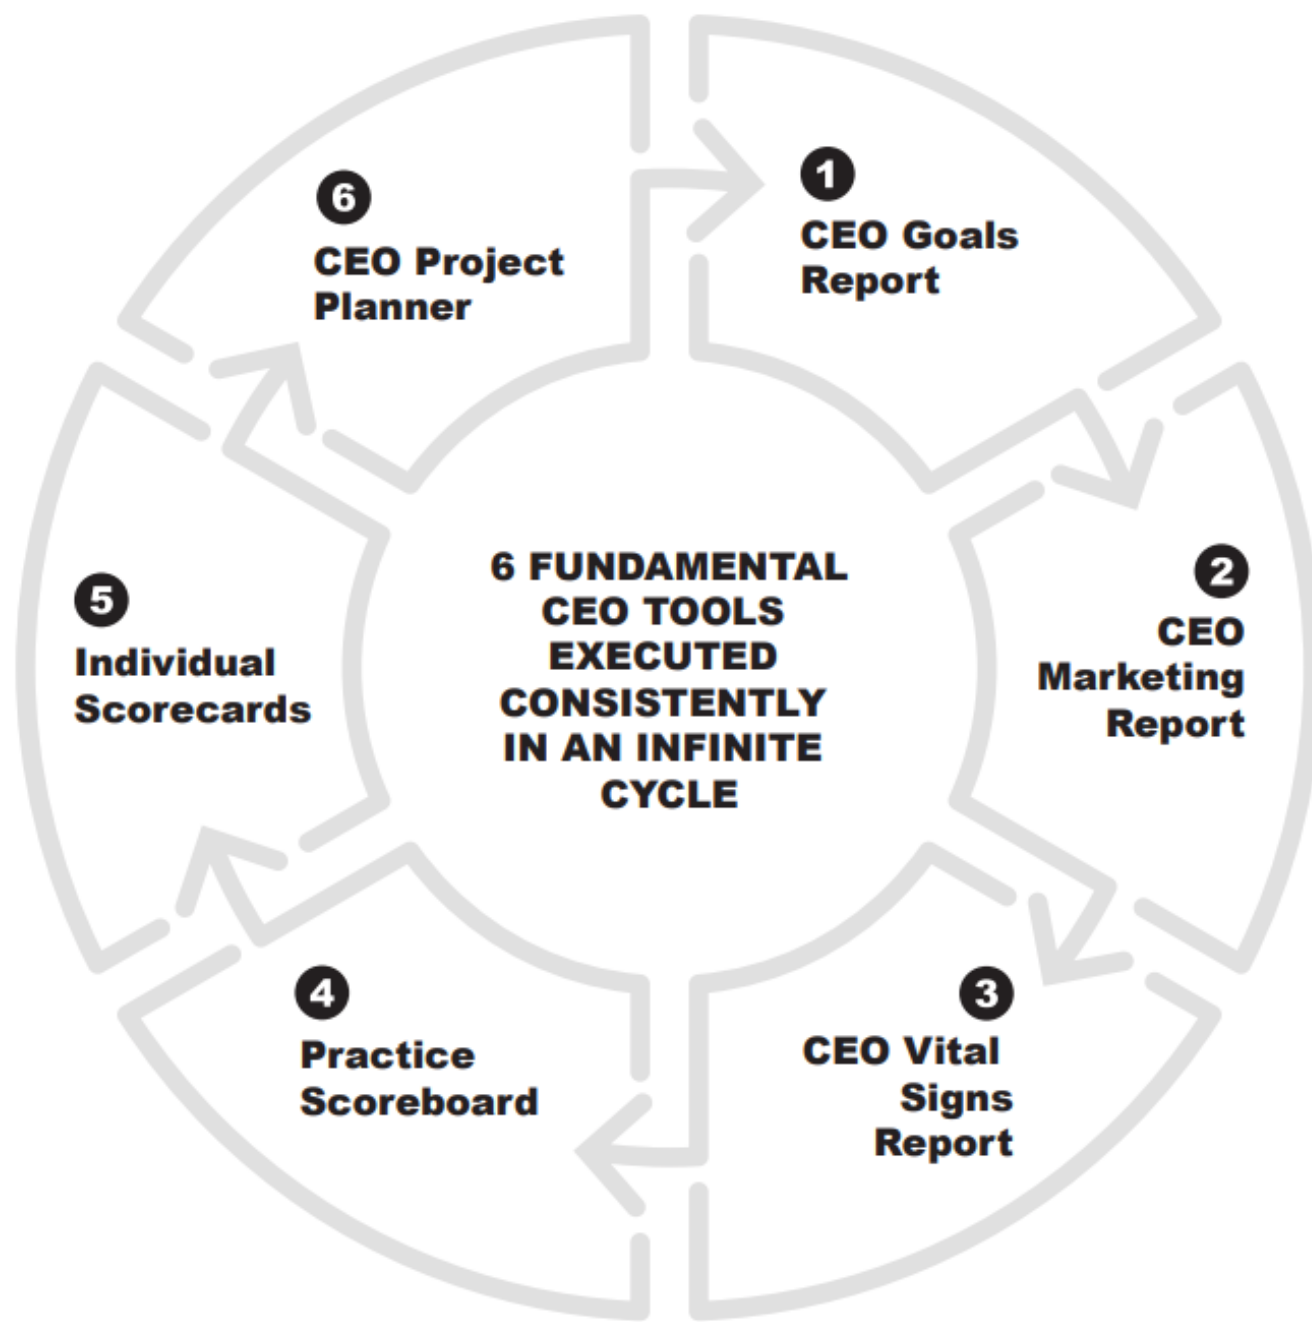 1
CEO Goals
Report
2
CEO
Marketing
Report
3
CEO Vital
Signs
Report
4
Practice
Scoreboard
5
Individual
Scorecards
6
CEO Project
Planner
6 FUNDAMENTAL
CEO TOOLS
EXECUTED
CONSISTENTLY
IN AN INFINITE
CYCLE